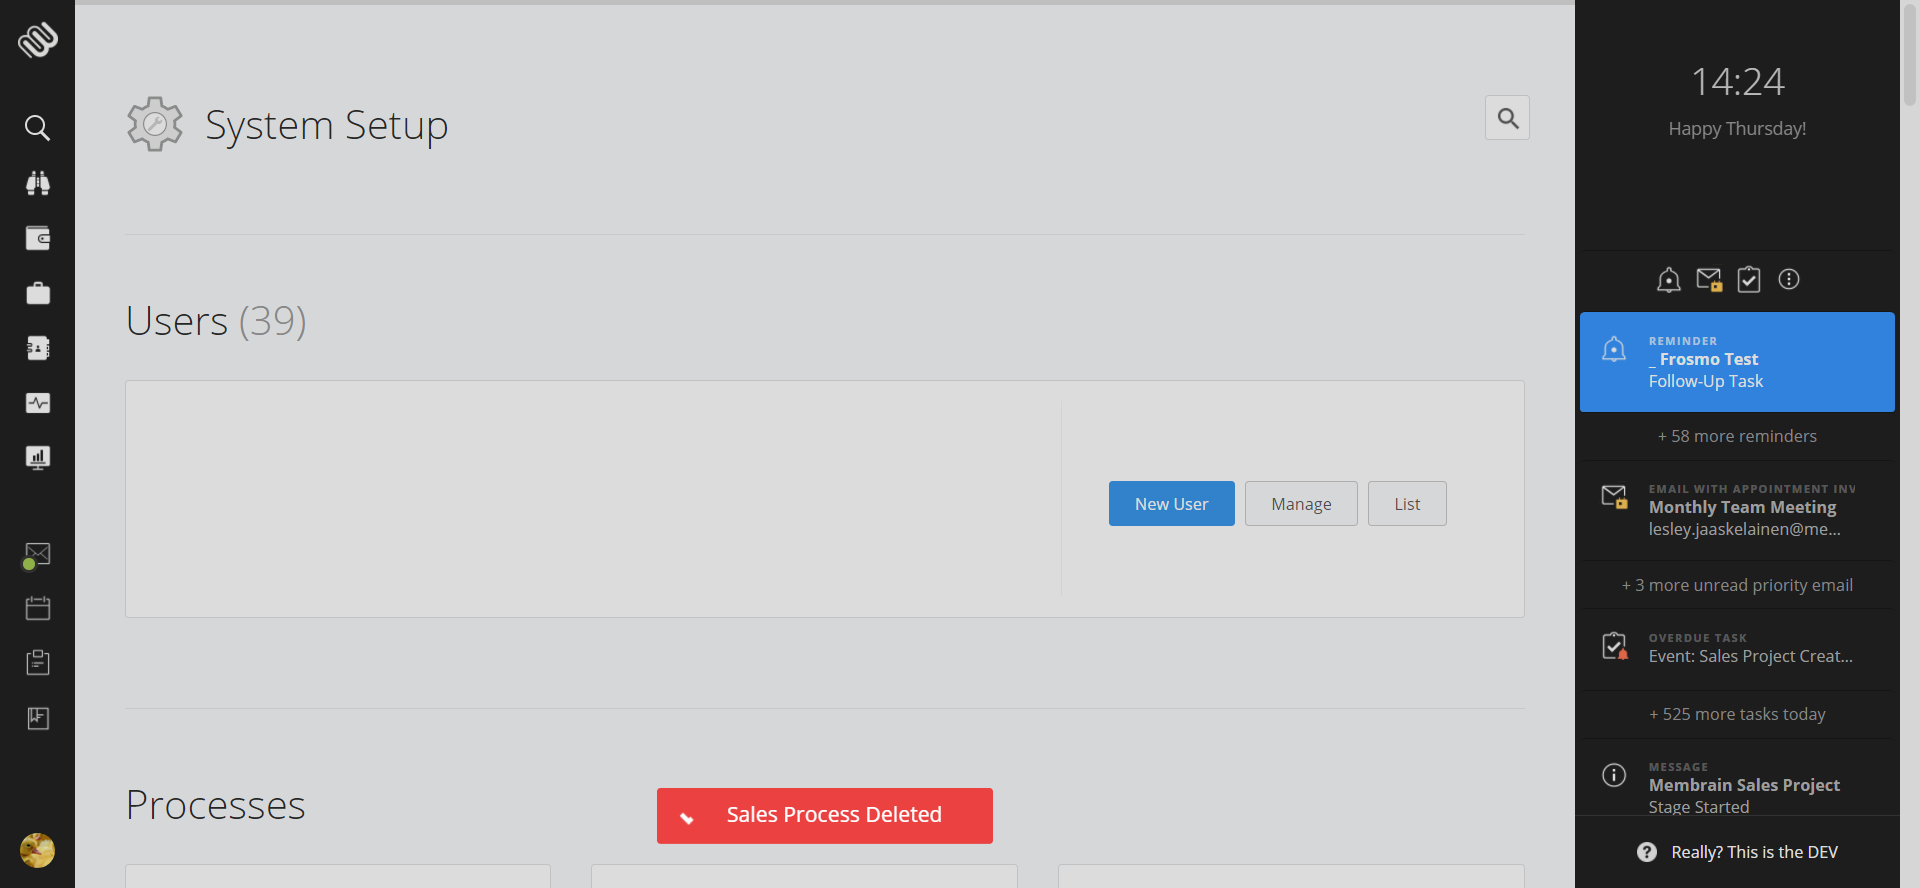 System Setup
Users (39)
New User
Manage
List
Processes
Sales Process Deleted
14:24
Happy Thursday!
REMINDER
_ Frosmo Test
Follow-Up Task
+ 58 more reminders
EMAIL WITH APPOINTMENT INV
Monthly Team Meeting
lesley.jaaskelainen@me...
+ 3 more unread priority email
OVERDUE TASK
Event: Sales Project Creat...
+ 525 more tasks today
MESSAGE
Membrain Sales Project
Stage Started
Really? This is the DEV